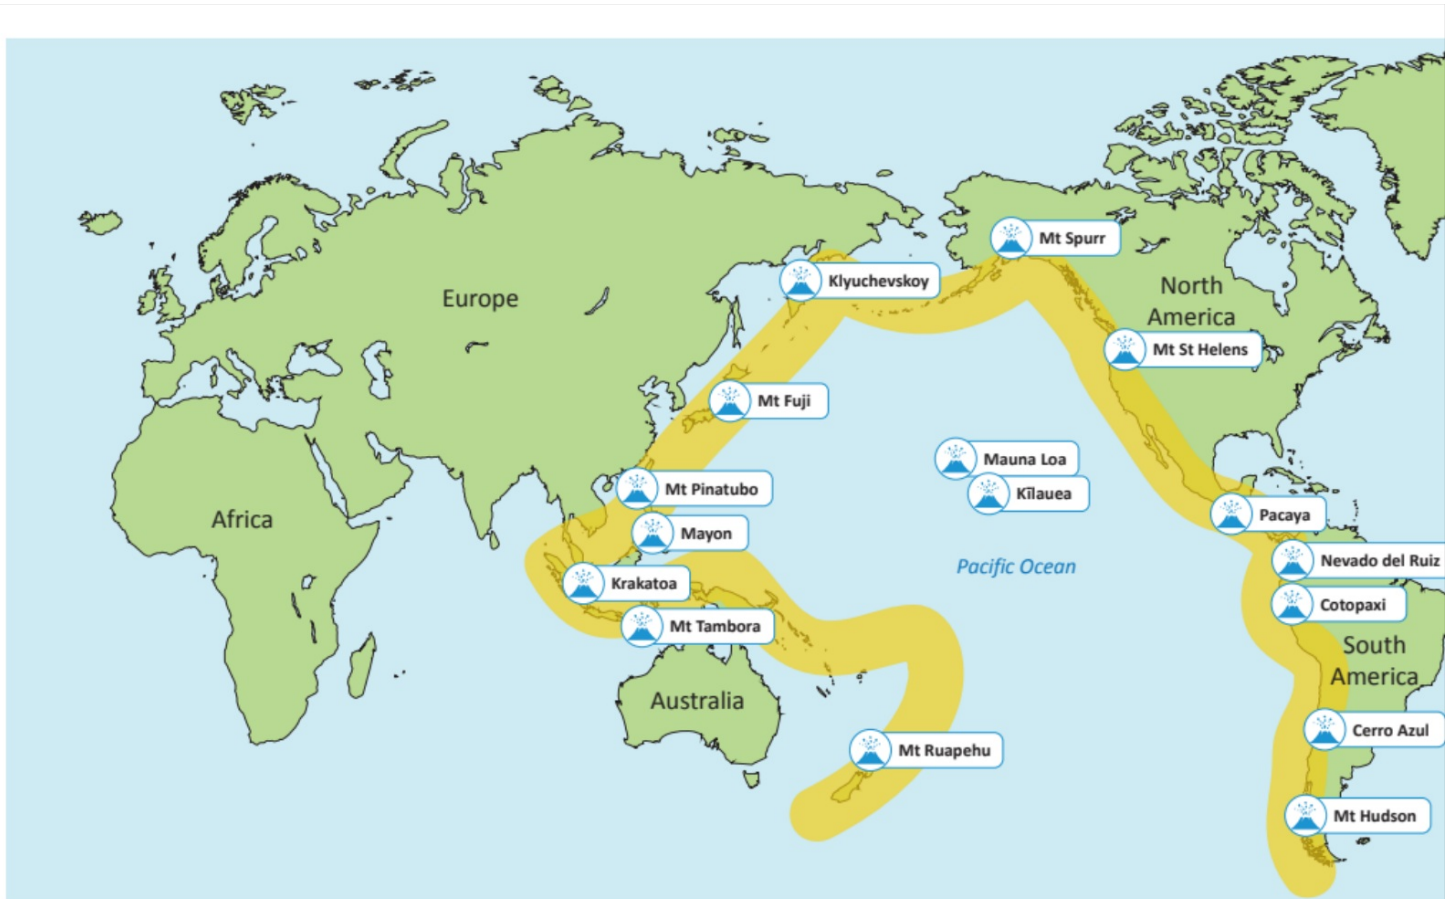 Mt Spurr
Klyuchevskoy
Europe
North
America
Mt St Helens
Mt Fuji
Mauna Loa
Mt Pinatubo
Kīlauea
Africa
Pacaya
Mayon
Pacific Ocean
Nevado del Ruiz
Krakatoa
Cotopaxi
Mt Tambora
South
America
Australia
Cerro Azul
Mt Ruapehu
Mt Hudson